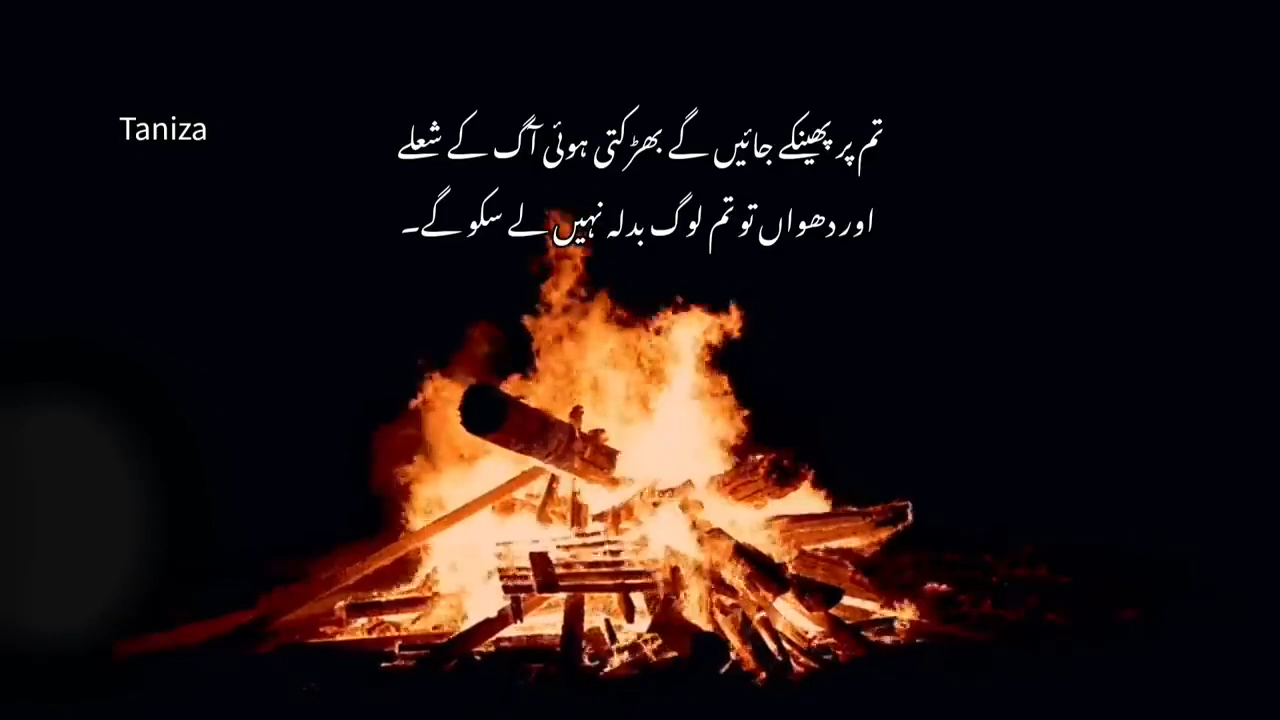 Taniza
تم پر پھینکے جائیں گے بھڑکتی ہوئی آگ کے شعلے
اور دھواں تو تم لوگ بدلہ نہیں لے سکو گے۔